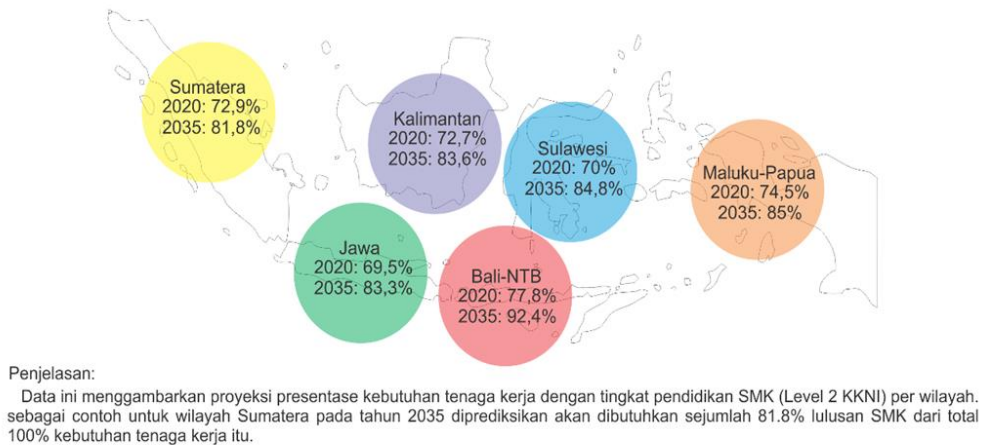 Sumatera
2020: 72,9%
2035: 81,8%
Kalimantan
2020: 72,7%
2035: 83,6%
Sulawesi
2020: 70%
2035: 84,8%
Maluku-Papua
2020: 74,5%
2035: 85%
Jawa
2020: 69,5%
2035: 83,3%
Bali-NTB
2020: 77,8%
2035: 92,4%
Penjelasan:
Data ini menggambarkan proyeksi presentase kebutuhan tenaga kerja dengan tingkat pendidikan SMK (Level 2 KKNI) per wilayah.
sebagai contoh untuk wilayah Sumatera pada tahun 2035 diprediksikan akan dibutuhkan sejumlah 81.8% lulusan SMK dari total
100% kebutuhan tenaga kerja itu.